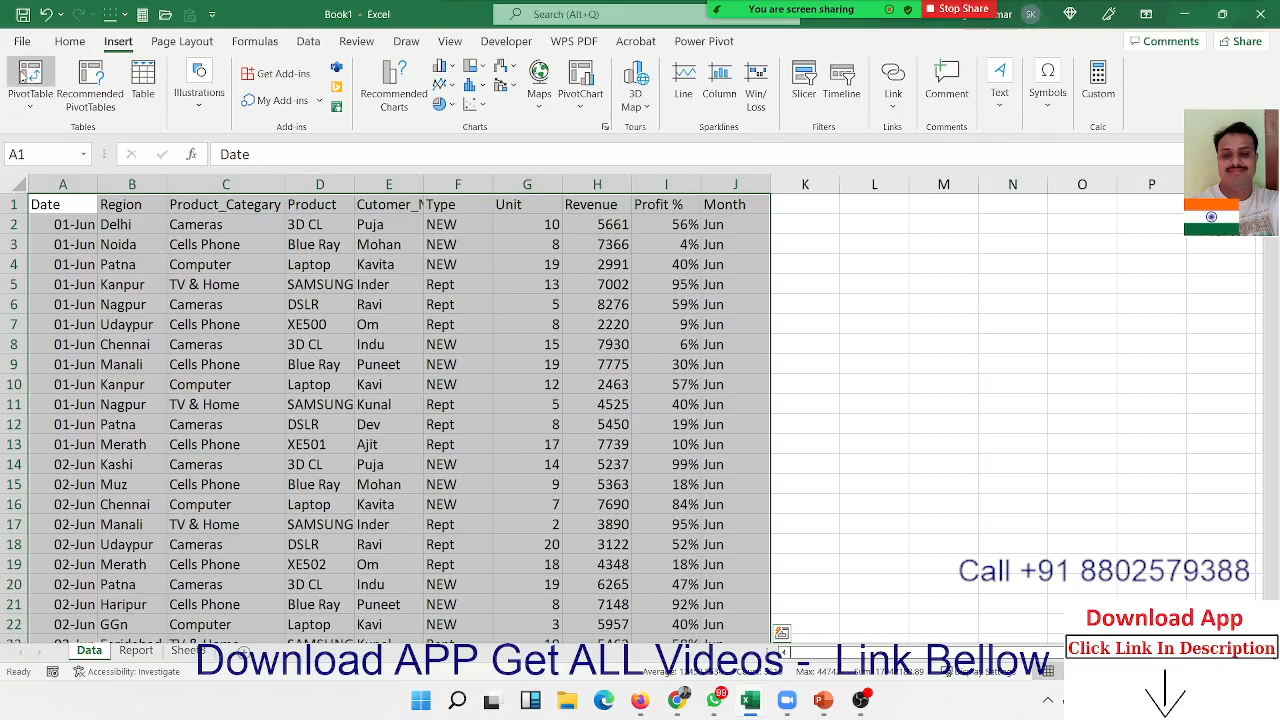 Book1 - Excel
Search (Alt+Q)
You are screen sharing
Stop Share
mar
SK
File Home Insert Page Layout Formulas Data Review Draw View Developer WPS PDF Acrobat Power Pivot
Comments Share
PivotTable Recommended PivotTables Table Illustrations Get Add-ins My Add-ins Recommended Charts Maps PivotChart 3D Map Line Column Win/Loss Slicer Timeline Link Comment Text Symbols Custom
Tables Add-ins Charts Tours Sparklines Filters Links Comments Calc
A1 fx Date
A B C D E F G H I J K L M N O P
1 Date Region Product_Categary Product Cutomer_N Type Unit Revenue Profit % Month
2 01-Jun Delhi Cameras 3D CL Puja NEW 10 5661 56% Jun
3 01-Jun Noida Cells Phone Blue Ray Mohan NEW 8 7366 4% Jun
4 01-Jun Patna Computer Laptop Kavita NEW 19 2991 40% Jun
5 01-Jun Kanpur TV & Home SAMSUNG Inder Rept 13 7002 95% Jun
6 01-Jun Nagpur Cameras DSLR Ravi Rept 5 8276 59% Jun
7 01-Jun Udaypur Cells Phone XE500 Om Rept 8 2220 9% Jun
8 01-Jun Chennai Cameras 3D CL Indu Rept 15 7930 6% Jun
9 01-Jun Manali Cells Phone Blue Ray Puneet Rept 19 7775 30% Jun
10 01-Jun Kanpur Computer Laptop Kavi NEW 12 2463 57% Jun
11 01-Jun Nagpur TV & Home SAMSUNG Kunal Rept 5 4525 40% Jun
12 01-Jun Patna Cameras DSLR Dev Rept 8 5450 19% Jun
13 01-Jun Merath Cells Phone XE501 Ajit Rept 17 7739 10% Jun
14 02-Jun Kashi Cameras 3D CL Puja NEW 14 5237 99% Jun
15 02-Jun Muz Cells Phone Blue Ray Mohan NEW 9 5363 18% Jun
16 02-Jun Chennai Computer Laptop Kavita NEW 7 7690 84% Jun
17 02-Jun Manali TV & Home SAMSUNG Inder Rept 2 3890 95% Jun
18 02-Jun Udaypur Cameras DSLR Ravi Rept 20 3122 52% Jun
19 02-Jun Merath Cells Phone XE502 Om Rept 18 4348 18% Jun
20 02-Jun Patna Cameras 3D CL Indu Rept 19 6265 47% Jun
21 02-Jun Haripur Cells Phone Blue Ray Puneet Rept 8 7148 92% Jun
22 02-Jun GGn Computer Laptop Kavi NEW 3 5957 40% Jun
Call +91 8802579388
Download App
Click Link In Description
Data Report
Download APP Get ALL Videos - Link Bellow
Ready Accessibility: Investigate
99